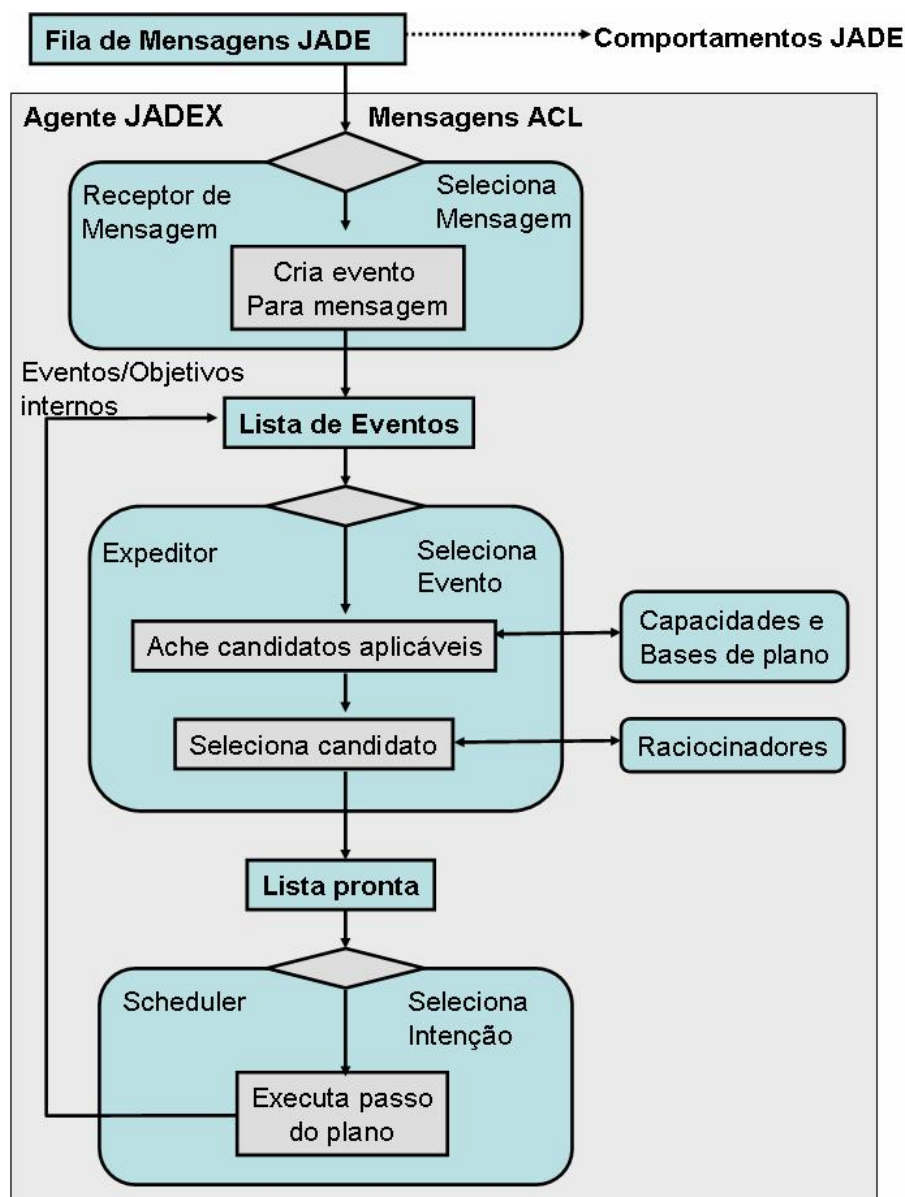 Fila de Mensagens JADE
Comportamentos JADE
Agente JADEX
Mensagens ACL
Receptor de
Mensagem
Seleciona
Mensagem
Cria evento
Para mensagem
Eventos/Objetivos
internos
Lista de Eventos
Expeditor
Seleciona
Evento
Ache candidatos aplicáveis
Capacidades e
Bases de plano
Seleciona candidato
Raciocinadores
Lista pronta
Scheduler
Seleciona
Intenção
Executa passo
do plano